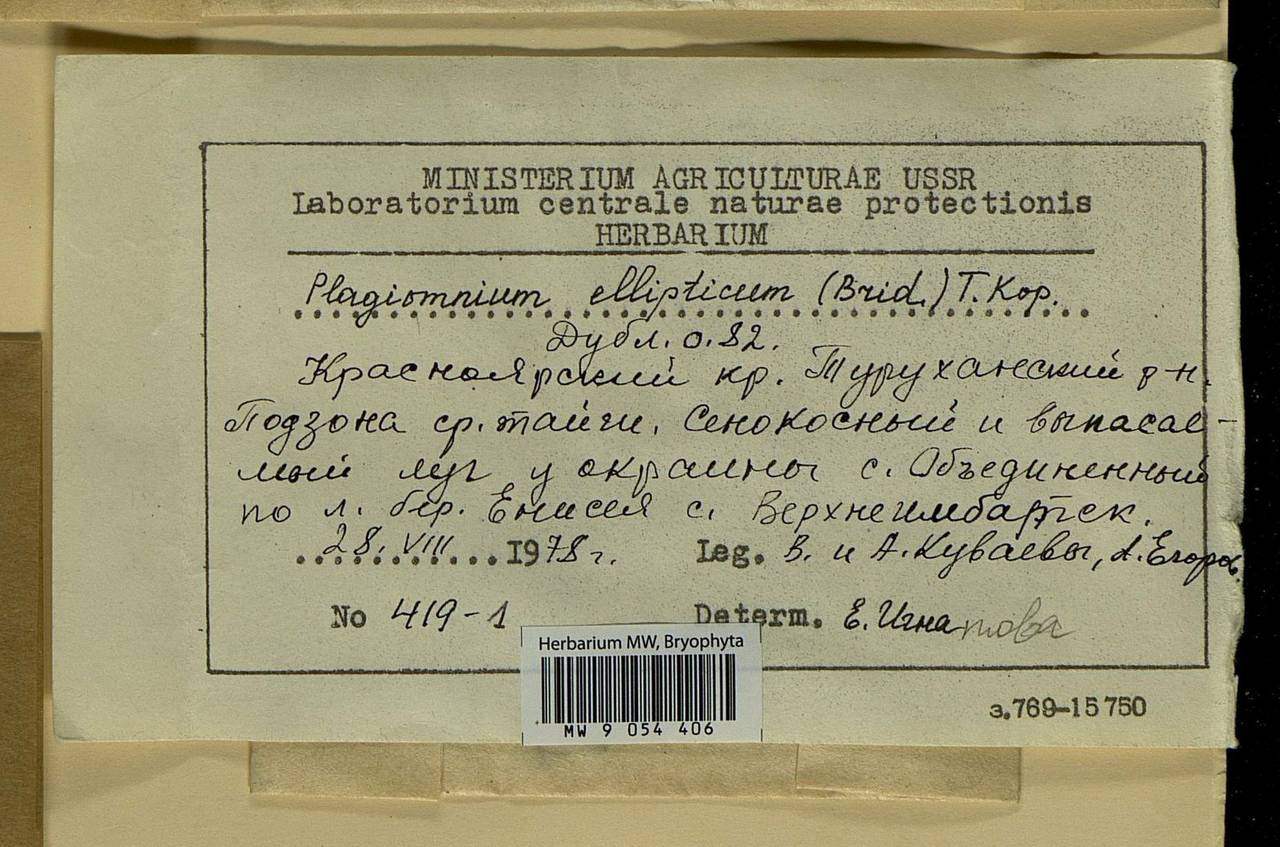 MINISTERIUM AGRICULTURAE USSR
Laboratorium centrale naturae protectionis
HERBARIUM
Plagiomnium ellipticum (Brid.) T. Kop.
Дубл. о. 82.
Красноярский кр. Туруханский р-н.
Подзона ср. тайги. Сенокосный и выпасае-
мый луг у окраины с. Объединенный
по л. бер. Енисея с. Верхнеимбатск.
28. VIII 1978 г. Leg. В. и А. Куваевы, А. Егоров.
No 419-1 Determ. Е. Игнатова
Herbarium MW, Bryophyta
MW 9 054 406
з.769-15750